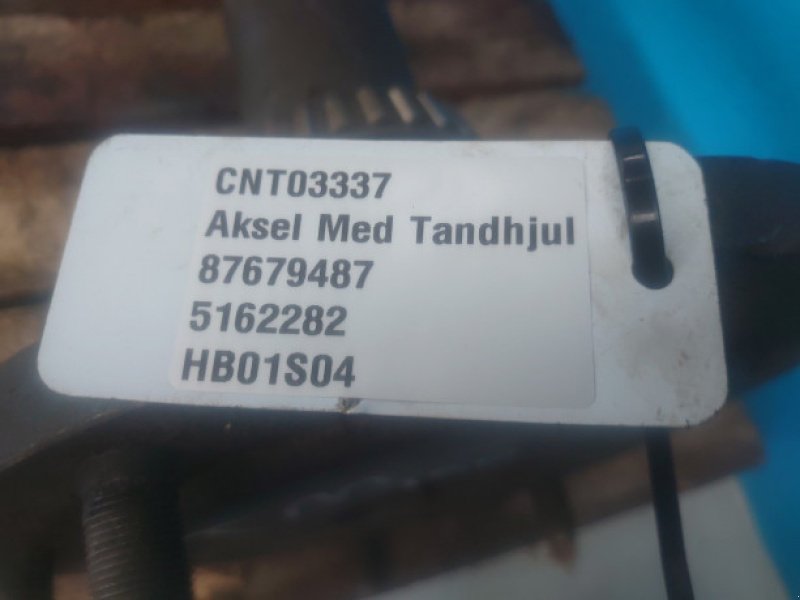 CNT03337
Aksel Med Tandhjul
87679487
5162282
HB01S04